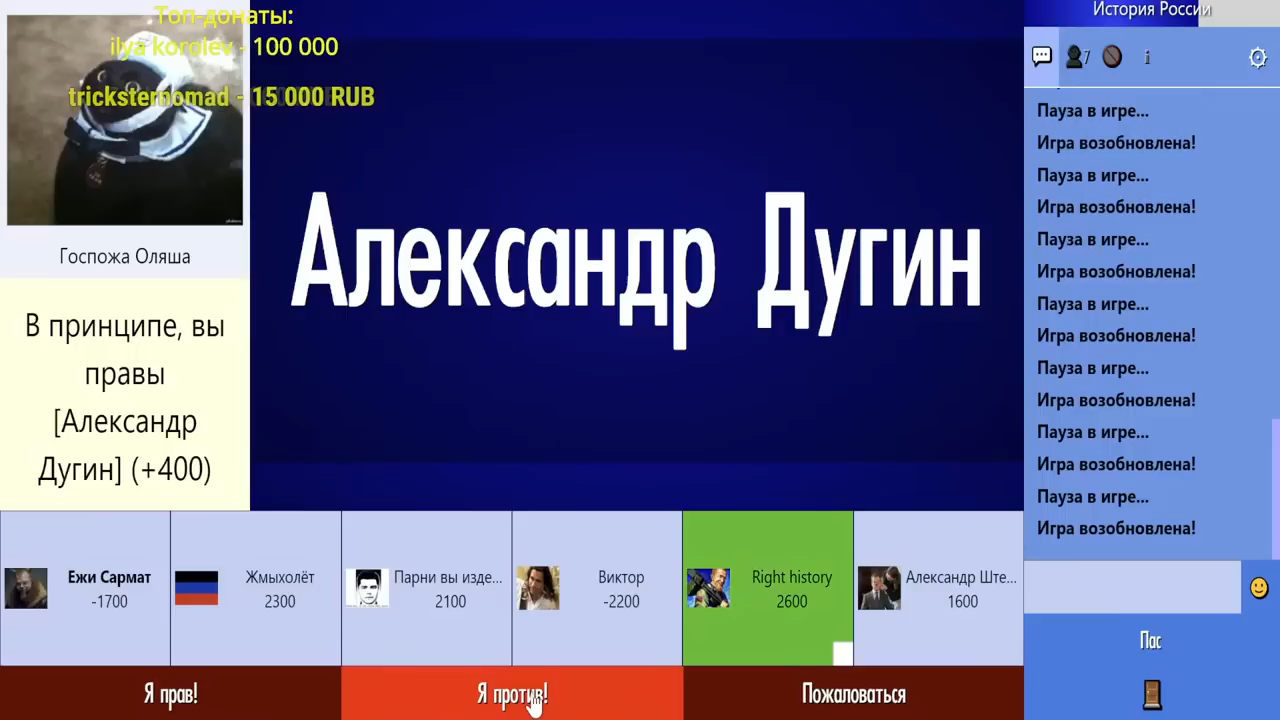 Топ-донаты:
ilya korolev - 100 000
tricksternomad - 15 000 RUB
Госпожа Оляша
В принципе, вы
правы
[Александр
Дугин] (+400)
Александр Дугин
История России
7
i
Пауза в игре...
Игра возобновлена!
Пауза в игре...
Игра возобновлена!
Пауза в игре...
Игра возобновлена!
Пауза в игре...
Игра возобновлена!
Пауза в игре...
Игра возобновлена!
Пауза в игре...
Игра возобновлена!
Пауза в игре...
Игра возобновлена!
Ежи Сармат
-1700
Жмыхолёт
2300
Парни вы изде...
2100
Виктор
-2200
Right history
2600
Александр Ште...
1600
Пас
Я прав!
Я против!
Пожаловаться